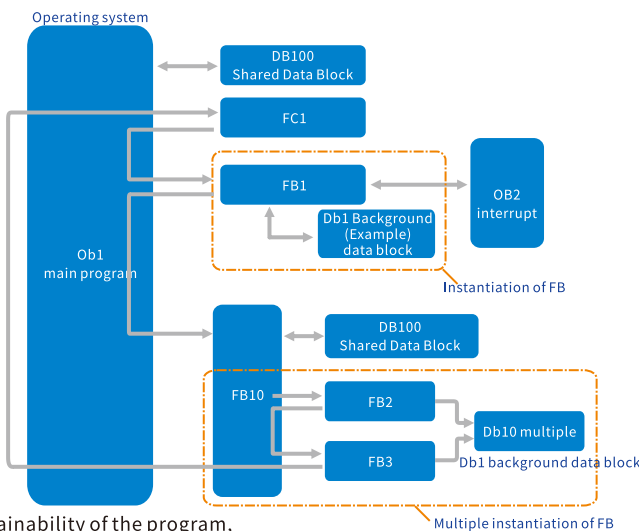 Operating system
DB100
Shared Data Block
FC1
FB1
OB2
interrupt
Db1 Background
(Example)
data block
Ob1
main program
Instantiation of FB
DB100
Shared Data Block
FB10
FB2
Db10 multiple
FB3
Db1 background data block
ainability of the program,
Multiple instantiation of FB